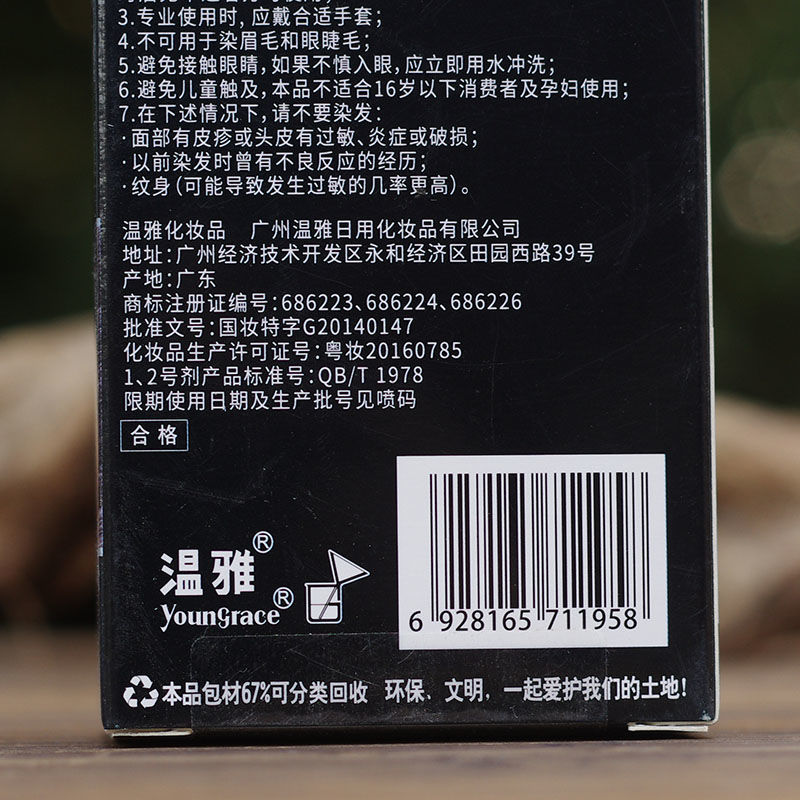 3.专业使用时, 应戴合适手套;
4.不可用于染眉毛和眼睫毛;
5.避免接触眼睛,如果不慎入眼,应立即用水冲洗;
6.避免儿童触及,本品不适合16岁以下消费者及孕妇使用;
7.在下述情况下,请不要染发:
·面部有皮疹或头皮有过敏、炎症或破损;
·以前染发时曾有不良反应的经历;
·纹身(可能导致发生过敏的几率更高)。
温雅化妆品 广州温雅日用化妆品有限公司
地址:广州经济技术开发区永和经济区田园西路39号
产地:广东
商标注册证编号:686223、686224、686226
批准文号:国妆特字G20140147
化妆品生产许可证号:粤妆20160785
1、2号剂产品标准号:QB/T 1978
限期使用日期及生产批号见喷码
合格
温雅®
Youngrace®
6 928165 711958
本品包材67%可分类回收 环保、文明,一起爱护我们的土地!